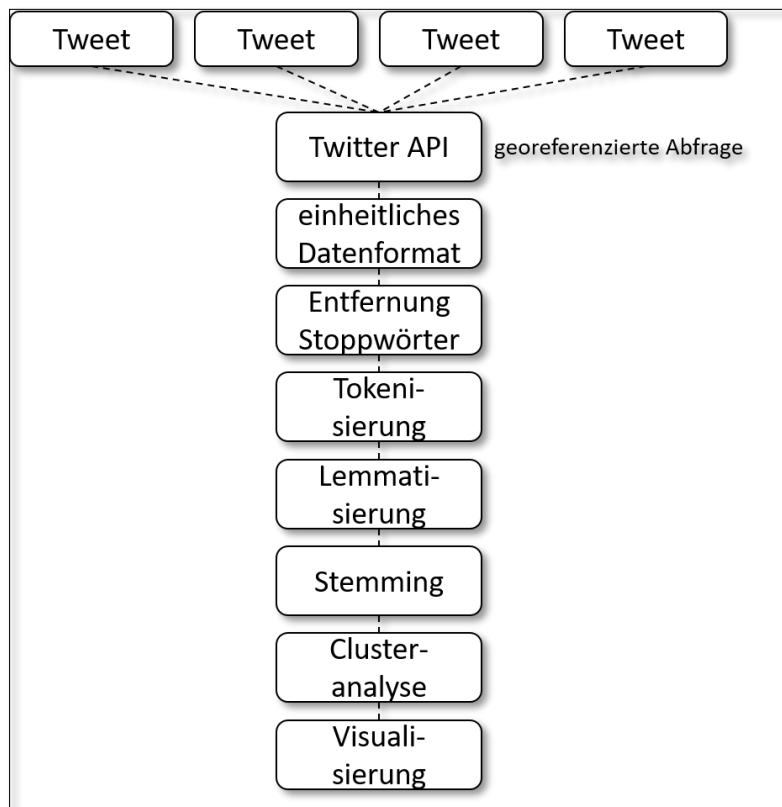 Tweet Tweet Tweet Tweet
Twitter API georeferenzierte Abfrage
einheitliches
Datenformat
Entfernung
Stoppwörter
Tokeni-
sierung
Lemmati-
sierung
Stemming
Cluster-
analyse
Visuali-
sierung